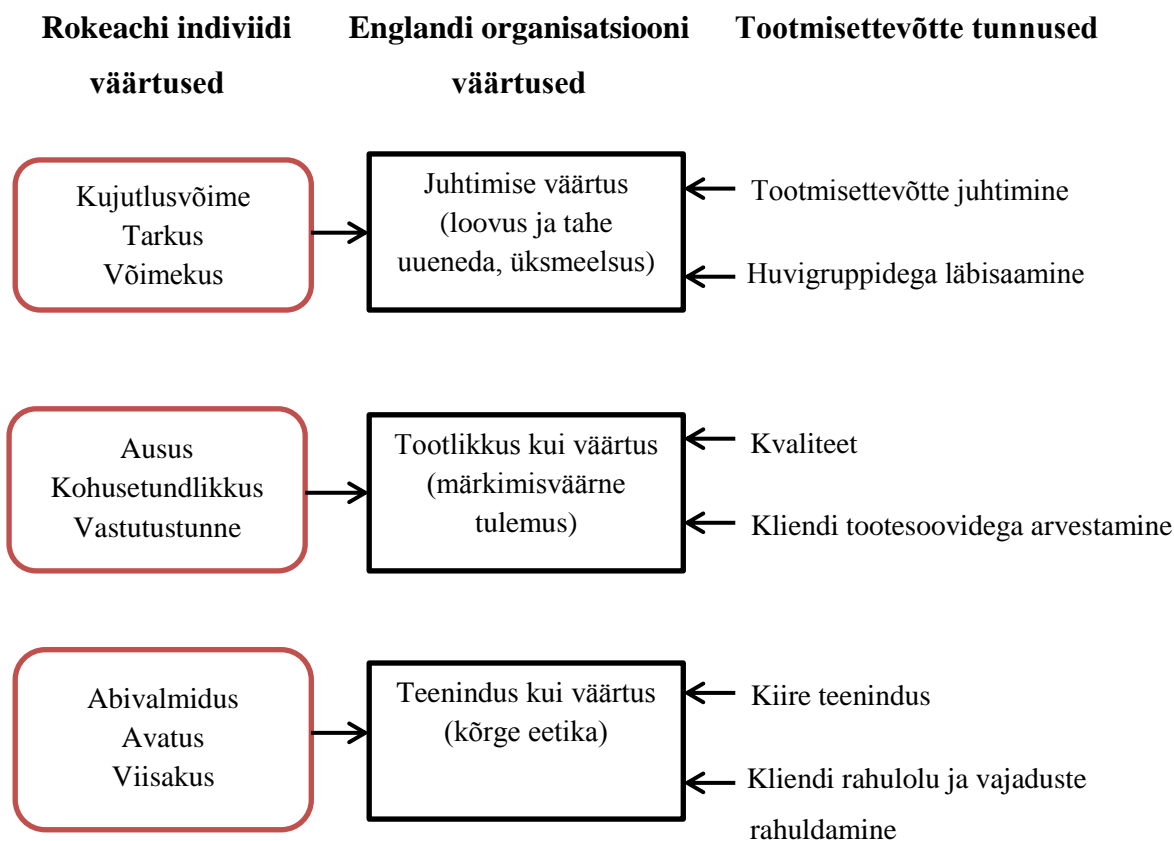 Rokeachi indiviidi
väärtused
Englandi organisatsiooni
väärtused
Tootmisettevõtte tunnused
Kujutlusvõime
Tarkus
Võimekus
Juhtimise väärtus
(loovus ja tahe
uueneda, üksmeelsus)
Tootmisettevõtte juhtimine
Huvigruppidega läbisaamine
Ausus
Kohusetundlikkus
Vastutustunne
Tootlikkus kui väärtus
(märkimisväärne
tulemus)
Kvaliteet
Kliendi tootesoovidega arvestamine
Abivalmidus
Avatus
Viisakus
Teenindus kui väärtus
(kõrge eetika)
Kiire teenindus
Kliendi rahulolu ja vajaduste
rahuldamine